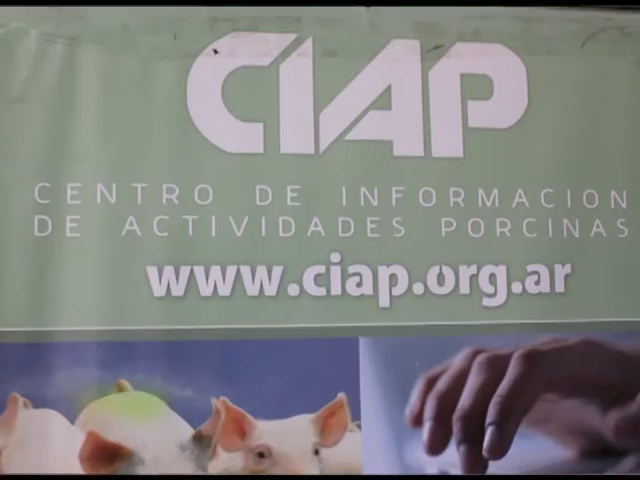 CIAP
CENTRO DE INFORMACION
DE ACTIVIDADES PORCINAS
www.ciap.org.ar